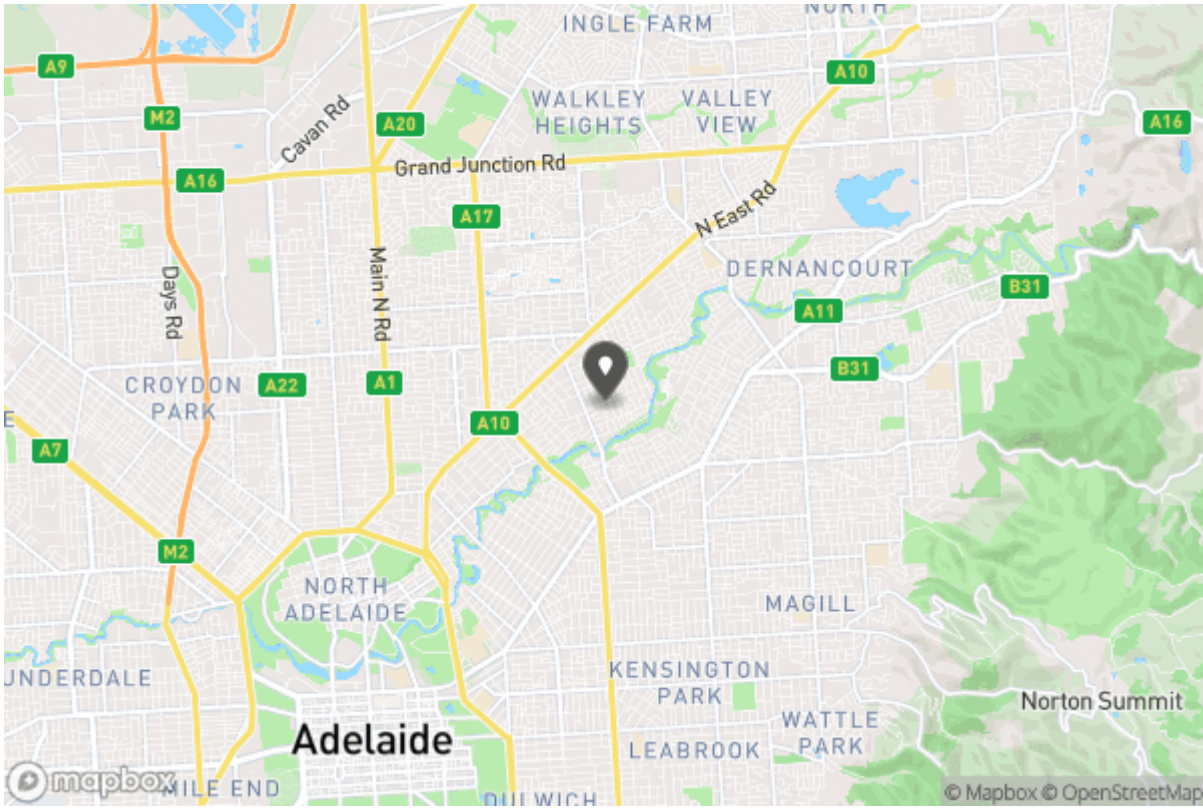 INGLE FARM
NORTH
A9
A10
M2
Cavan Rd
A20
WALKLEY
HEIGHTS
VALLEY
VIEW
A16
Grand Junction Rd
A16
A17
N East Rd
Days Rd
Main N Rd
DERNANCOURT
B31
A11
B31
CROYDON
PARK
A22
A1
A10
A7
M2
NORTH
ADELAIDE
MAGILL
UNDERDALE
KENSINGTON
PARK
Norton Summit
WATTLE
PARK
Adelaide
LEABROOK
mapbox
MILE END
DULWICH
© Mapbox © OpenStreetMap